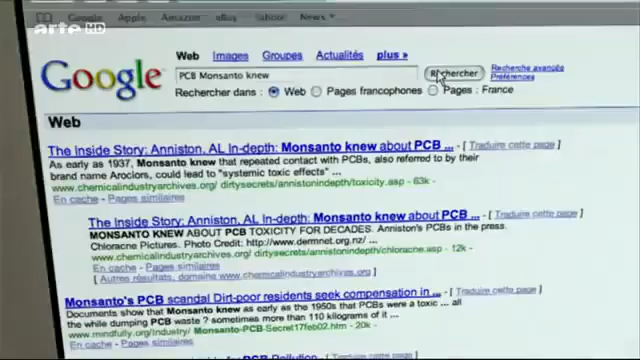 arte HD
Google Apple Amazon eBay Yahoo! News
Web Images Groupes Actualités plus »
Google
PCB Monsanto knew
Rechercher
Recherche avancée
Préférences
Rechercher dans : Web Pages francophones Pages : France
Web
The Inside Story: Anniston, AL In-depth: Monsanto knew about PCB ... - [ Traduire cette page ]
As early as 1937, Monsanto knew that repeated contact with PCBs, also referred to by their
brand name Aroclors, could lead to "systemic toxic effects" ...
www.chemicalindustryarchives.org/ dirtysecrets/annistonindepth/toxicity.asp - 63k -
En cache - Pages similaires
The Inside Story: Anniston, AL In-depth: Monsanto knew about PCB ... - [ Traduire cette page ]
MONSANTO KNEW ABOUT PCB TOXICITY FOR DECADES. Anniston's PCBs in the press.
Chloracne Pictures. Photo Credit: http://www.dermnet.org.nz/ ...
www.chemicalindustryarchives.org/ dirtysecrets/annistonindepth/chloracne.asp - 12k -
En cache - Pages similaires
[ Autres résultats, domaine www.chemicalindustryarchives.org ]
Monsanto's PCB scandal Dirt-poor residents seek compensation in ... - [ Traduire cette page ]
Documents show that Monsanto knew as early as the 1950s that PCBs were a toxic ... all
the while dumping PCB waste ? sometimes more than 110 kilograms of it ...
www.mindfully.org/Industry/ Monsanto-PCB-Secret17feb02.htm - 20k -
En cache - Pages similaires
PCB Pollution